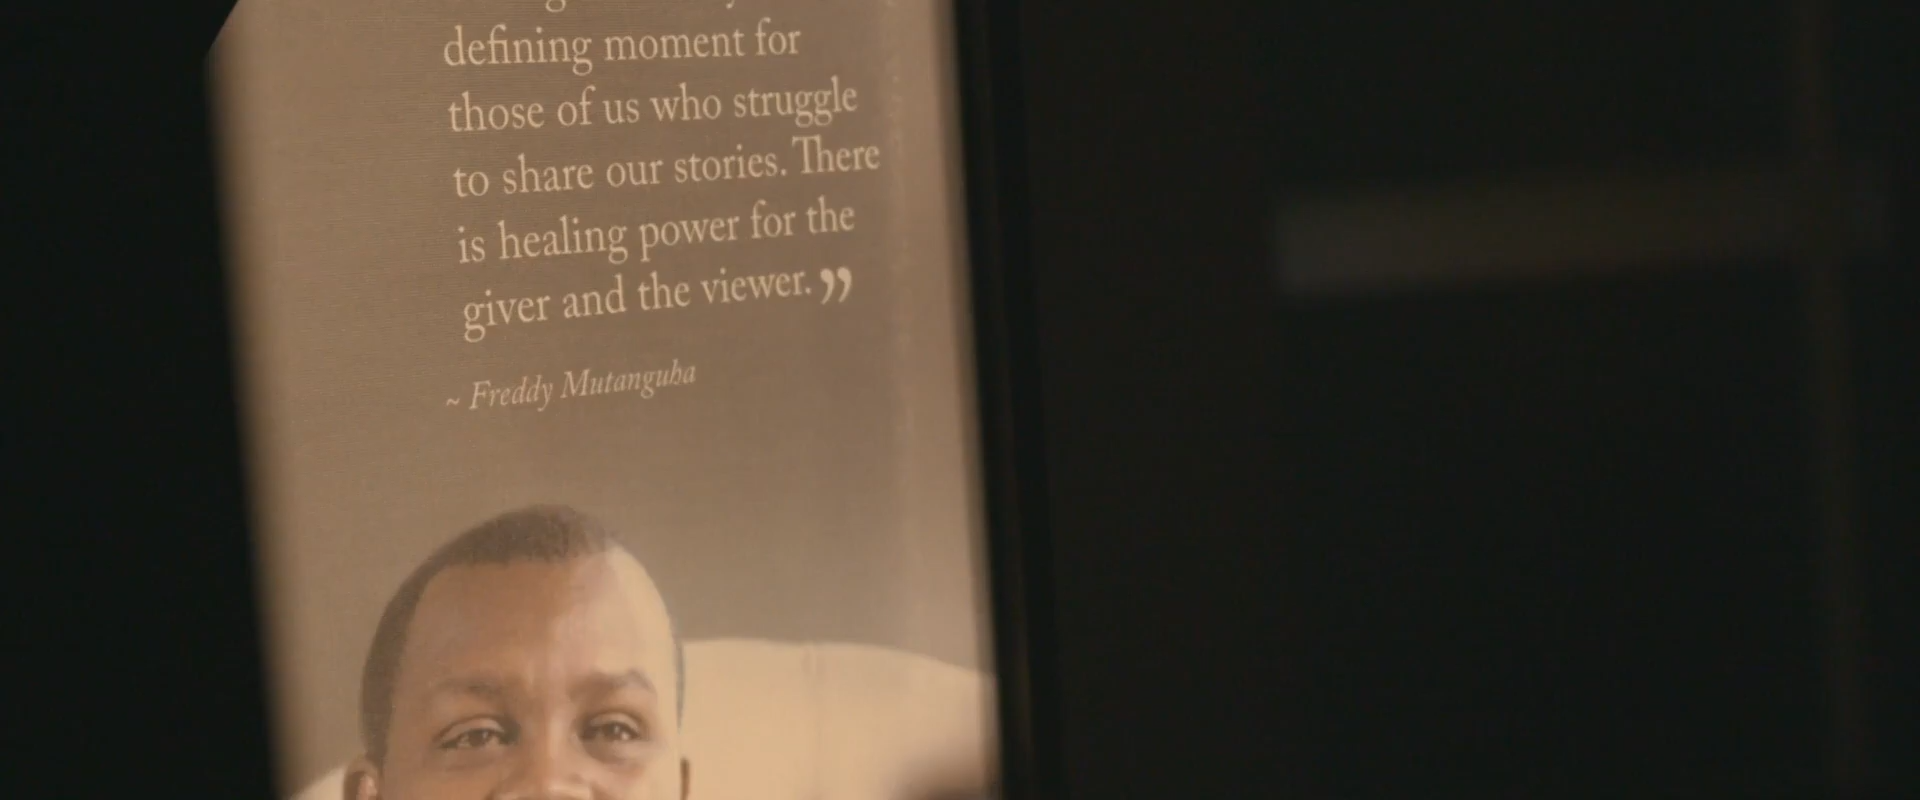 defining moment for
those of us who struggle
to share our stories. There
is healing power for the
giver and the viewer.”
~ Freddy Mutanguha